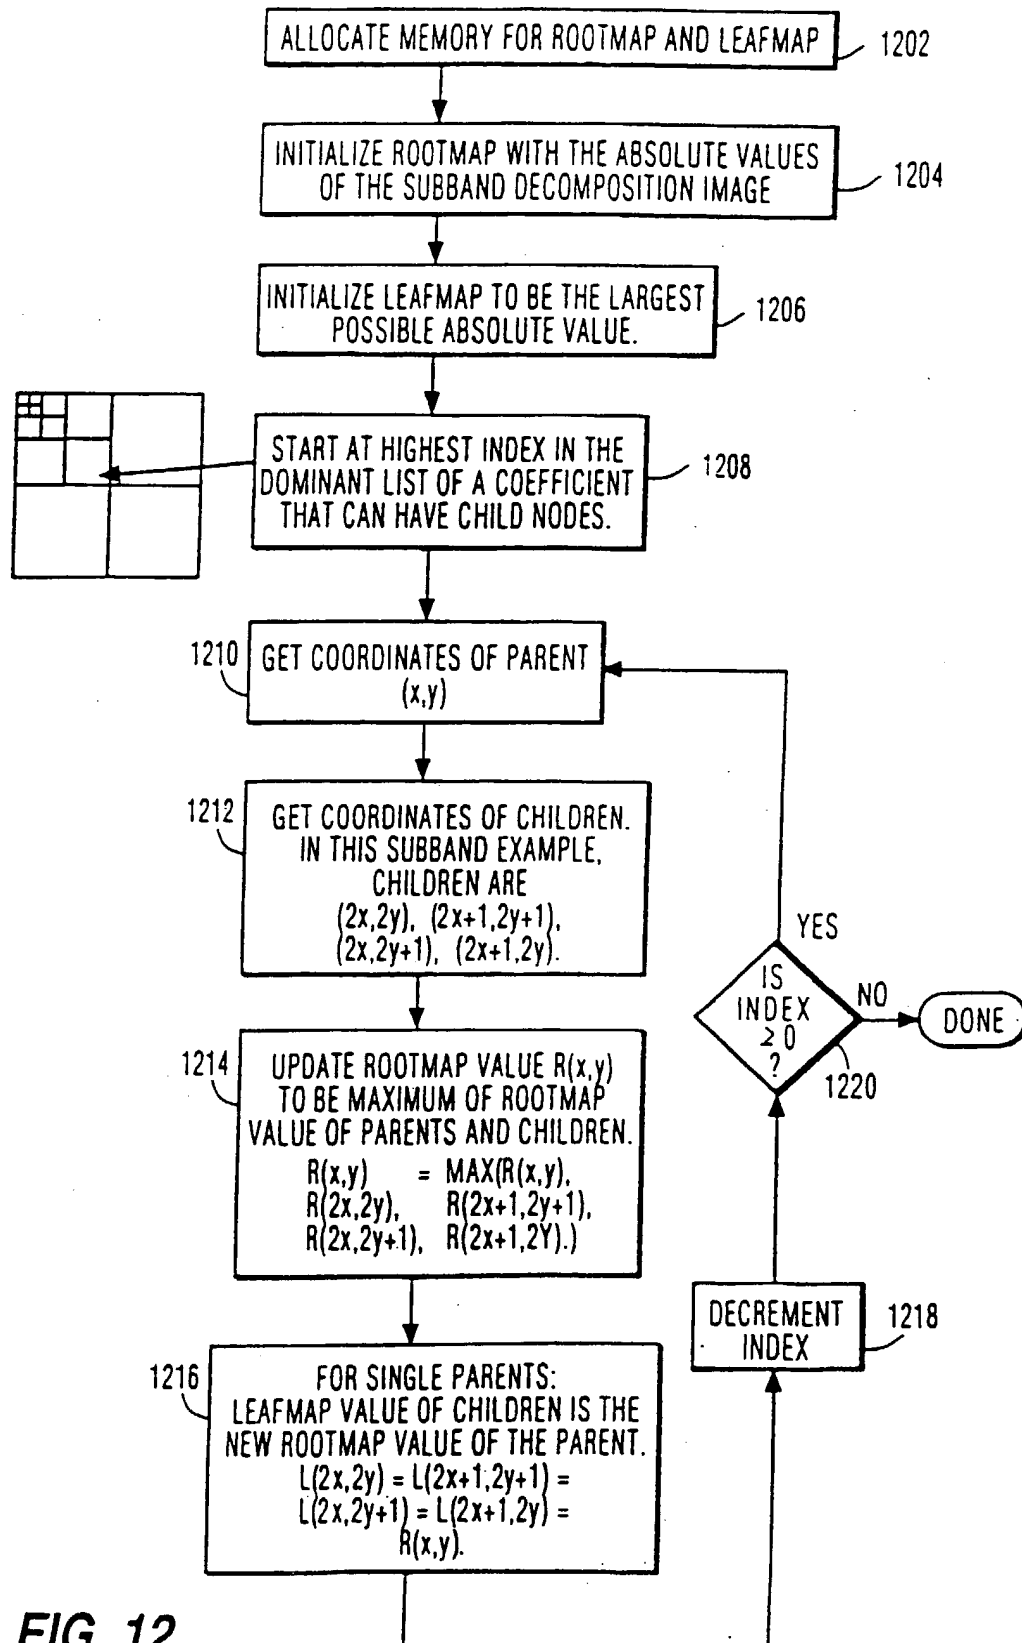 ALLOCATE MEMORY FOR ROOTMAP AND LEAFMAP
1202
INITIALIZE ROOTMAP WITH THE ABSOLUTE VALUES
OF THE SUBBAND DECOMPOSITION IMAGE
1204
INITIALIZE LEAFMAP TO BE THE LARGEST
POSSIBLE ABSOLUTE VALUE.
1206
START AT HIGHEST INDEX IN THE
DOMINANT LIST OF A COEFFICIENT
THAT CAN HAVE CHILD NODES.
1208
1210
GET COORDINATES OF PARENT
(x,y)
1212
GET COORDINATES OF CHILDREN.
IN THIS SUBBAND EXAMPLE,
CHILDREN ARE
(2x,2y), (2x+1,2y+1),
(2x,2y+1), (2x+1,2y).
1214
UPDATE ROOTMAP VALUE R(x,y)
TO BE MAXIMUM OF ROOTMAP
VALUE OF PARENTS AND CHILDREN.
R(x,y) = MAX(R(x,y),
R(2x,2y), R(2x+1,2y+1),
R(2x,2y+1), R(2x+1,2Y).)
1216
FOR SINGLE PARENTS:
LEAFMAP VALUE OF CHILDREN IS THE
NEW ROOTMAP VALUE OF THE PARENT.
L(2x,2y) = L(2x+1,2y+1) =
L(2x,2y+1) = L(2x+1,2y) =
R(x,y).
DECREMENT
INDEX
1218
IS
INDEX
≥0
?
1220
YES
NO
DONE
FIG. 12